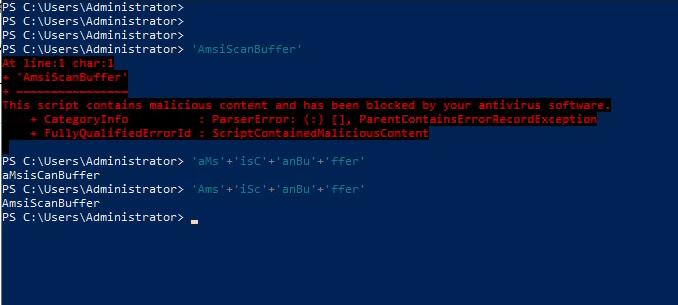 PS C:\Users\Administrator>
PS C:\Users\Administrator>
PS C:\Users\Administrator>
PS C:\Users\Administrator> 'AmsiScanBuffer'
At line:1 char:1
+ 'AmsiScanBuffer'
+ ~~~~~~~~~~~~~~~~
This script contains malicious content and has been blocked by your antivirus software.
    + CategoryInfo          : ParserError: (:) [], ParentContainsErrorRecordException
    + FullyQualifiedErrorId : ScriptContainedMaliciousContent
PS C:\Users\Administrator> 'aMs'+'isC'+'anBu'+'ffer'
aMsisCanBuffer
PS C:\Users\Administrator> 'Ams'+'iSc'+'anBu'+'ffer'
AmsiScanBuffer
PS C:\Users\Administrator>